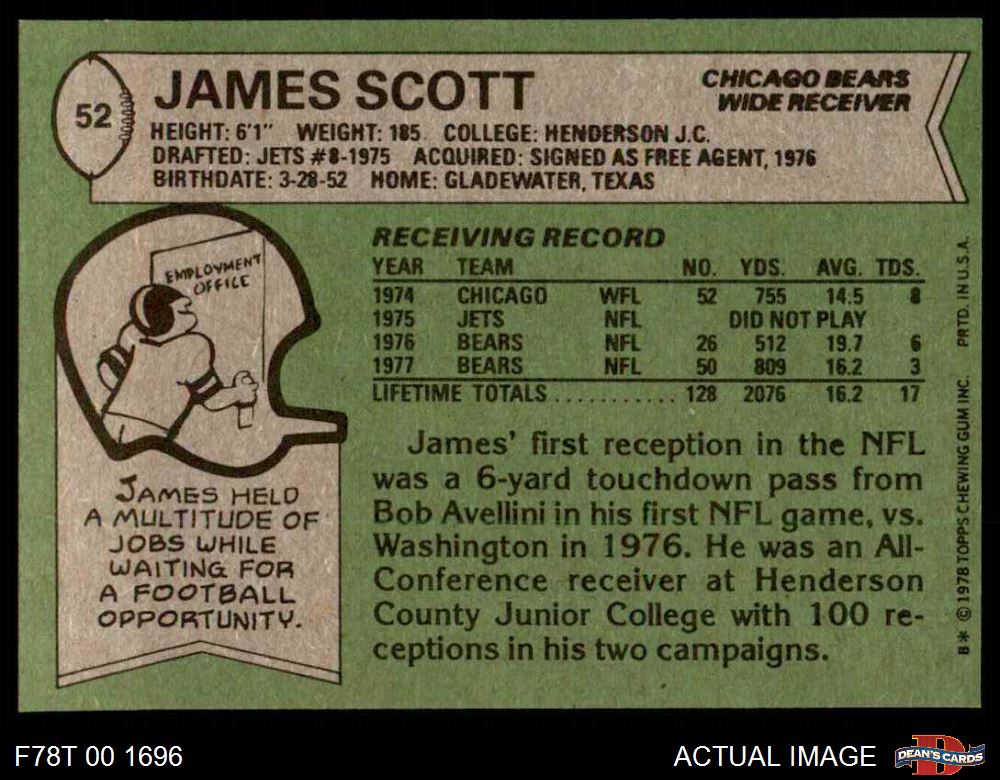 52
JAMES SCOTT
CHICAGO BEARS
WIDE RECEIVER
HEIGHT: 6'1" WEIGHT: 185 COLLEGE: HENDERSON J.C.
DRAFTED: JETS #8-1975 ACQUIRED: SIGNED AS FREE AGENT, 1976
BIRTHDATE: 3-28-52 HOME: GLADEWATER, TEXAS
EMPLOYMENT
OFFICE
JAMES HELD
A MULTITUDE OF
JOBS WHILE
WAITING FOR
A FOOTBALL
OPPORTUNITY.
RECEIVING RECORD
YEAR TEAM NO. YDS. AVG. TDS.
1974 CHICAGO WFL 52 755 14.5 8
1975 JETS NFL DID NOT PLAY
1976 BEARS NFL 26 512 19.7 6
1977 BEARS NFL 50 809 16.2 3
LIFETIME TOTALS........... 128 2076 16.2 17
James' first reception in the NFL
was a 6-yard touchdown pass from
Bob Avellini in his first NFL game, vs.
Washington in 1976. He was an All-
Conference receiver at Henderson
County Junior College with 100 re-
ceptions in his two campaigns.
B* © 1978 TOPPS CHEWING GUM INC. PRTD. IN U.S.A.
F78T 00 1696
ACTUAL IMAGE
DEAN'S CARDS